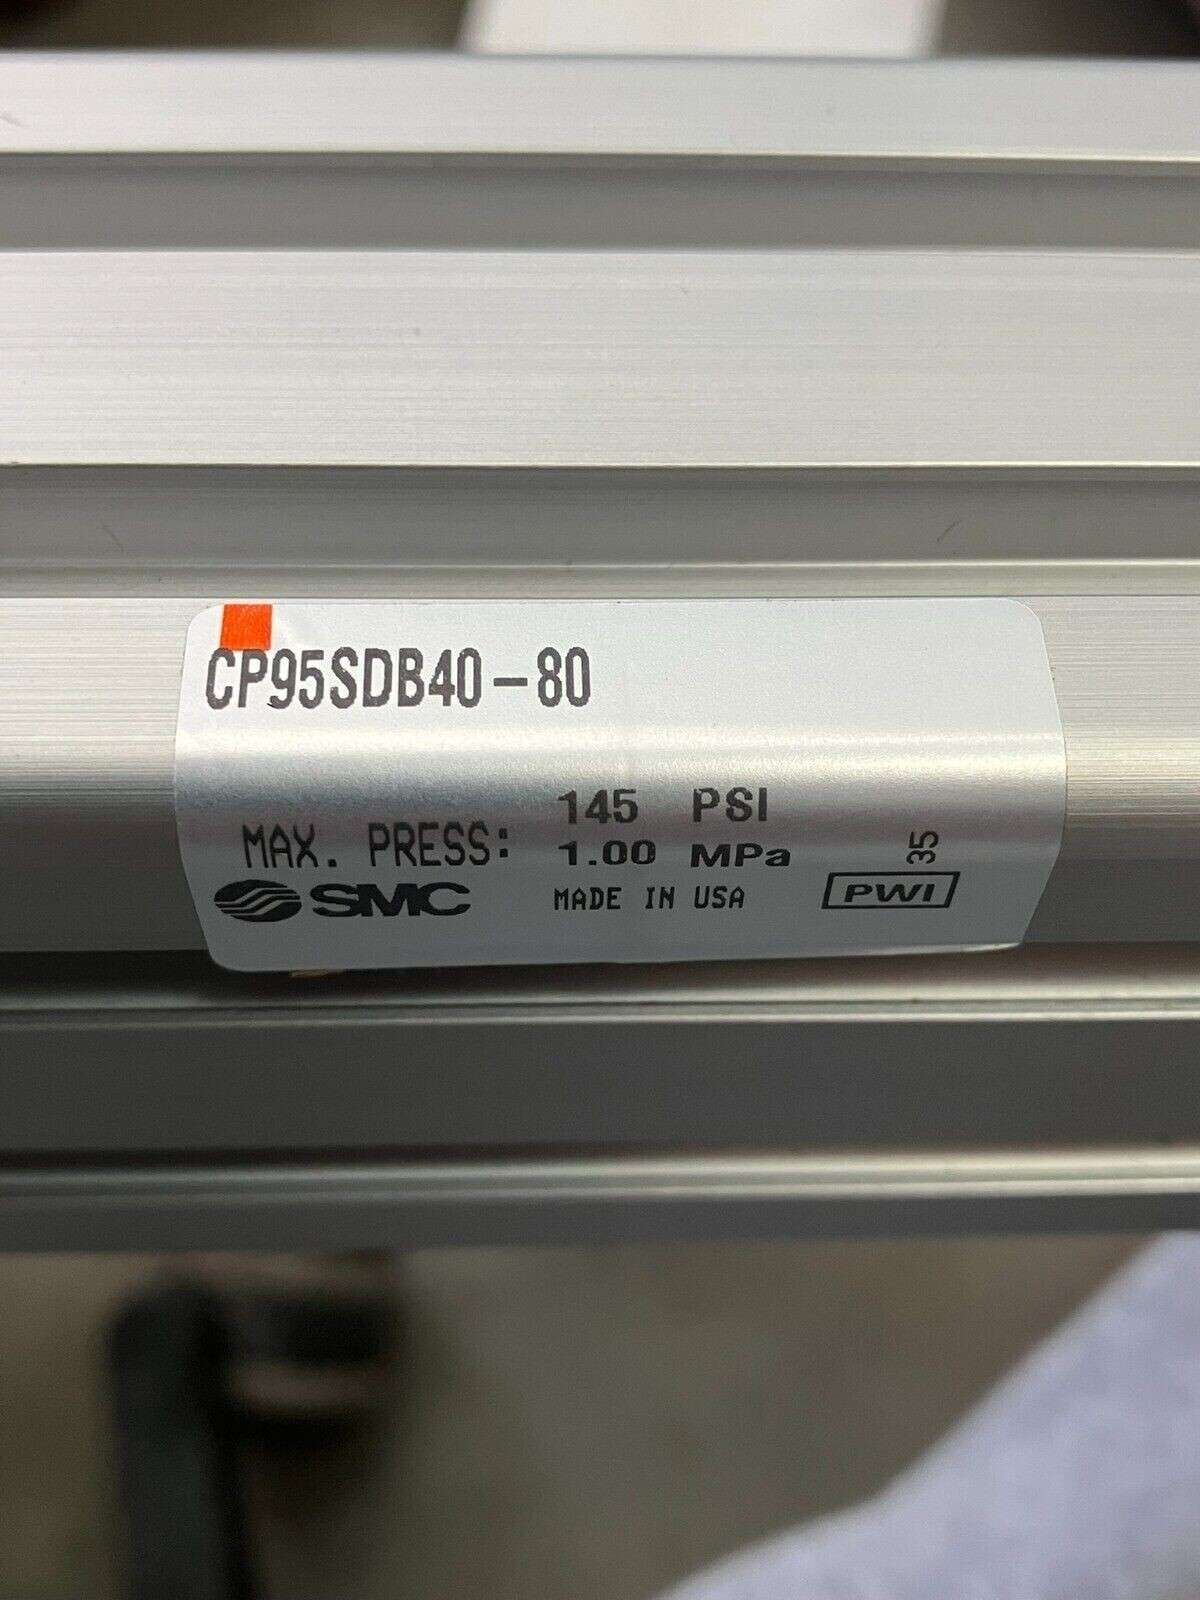 CP95SDB40-80
145 PSI
MAX. PRESS: 1.00 MPa
35
SMC MADE IN USA PWI